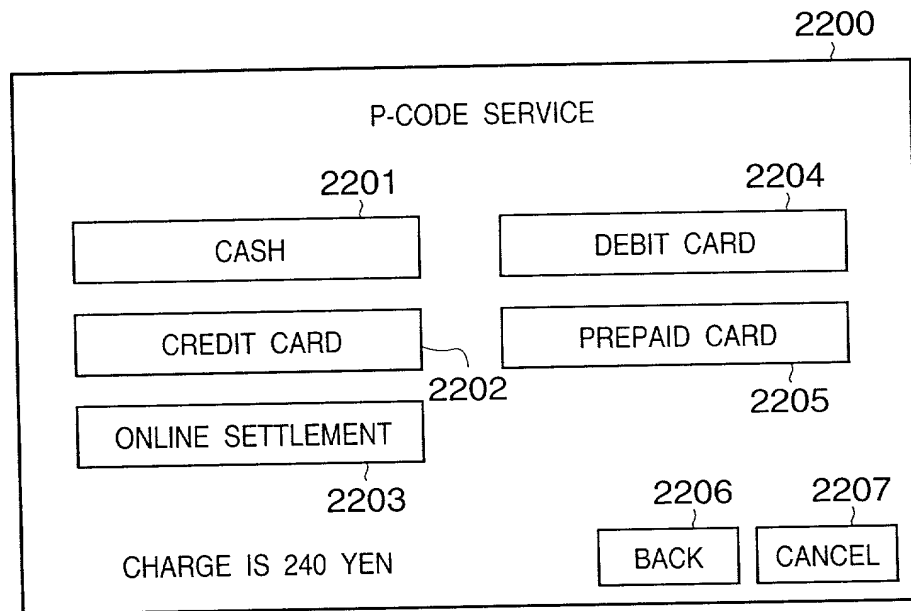 2200
P-CODE SERVICE
2201
CASH
2204
DEBIT CARD
CREDIT CARD
2202
PREPAID CARD
2205
ONLINE SETTLEMENT
2203
2206
2207
CHARGE IS 240 YEN
BACK
CANCEL